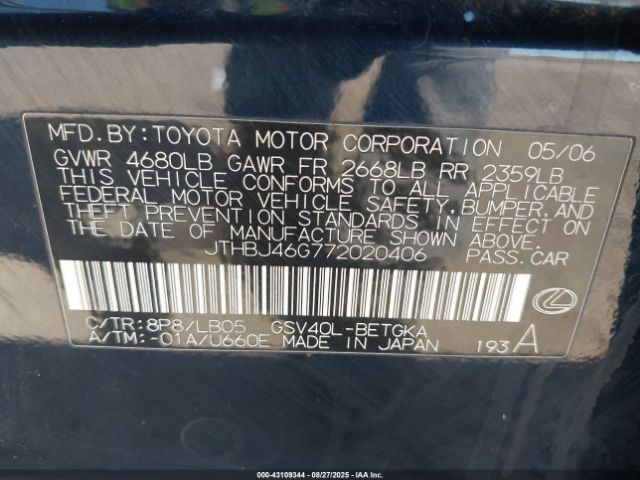 MFD.BY:TOYOTA MOTOR CORPORATION 05/06
GVWR 4680LB GAWR FR 2668LB RR 2359LB
THIS VEHICLE CONFORMS TO ALL APPLICABLE
FEDERAL MOTOR VEHICLE SAFETY,BUMPER,AND
THEFT PREVENTION STANDARDS IN EFFECT ON
THE DATE OF MANUFACTURE SHOWN ABOVE.
JTHBJ46G772020406 PASS.CAR
C/TR:8P8/LB05 GSV40L-BETGKA
A/TM:-01A/U660E MADE IN JAPAN 193A
000-43109344 - 08/27/2025 - IAAI COPYRIGHT